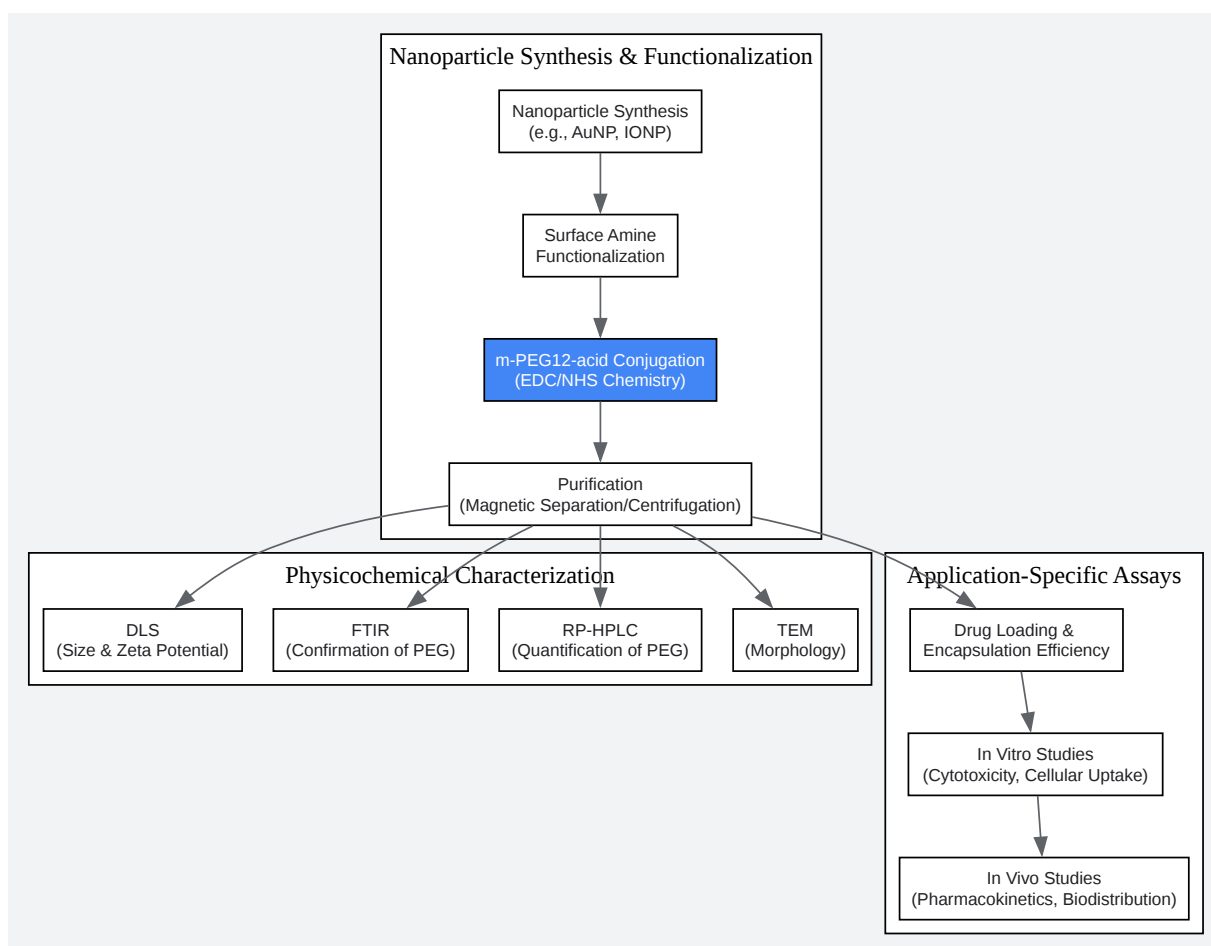 Nanoparticle Synthesis & Functionalization
Nanoparticle Synthesis
(e.g., AuNP, IONP)
Surface Amine
Functionalization
m-PEG12-acid Conjugation
(EDC/NHS Chemistry)
Purification
(Magnetic Separation/Centrifugation)
Physicochemical Characterization
DLS
(Size & Zeta Potential)
FTIR
(Confirmation of PEG)
RP-HPLC
(Quantification of PEG)
TEM
(Morphology)
Application-Specific Assays
Drug Loading &
Encapsulation Efficiency
In Vitro Studies
(Cytotoxicity, Cellular Uptake)
In Vivo Studies
(Pharmacokinetics, Biodistribution)